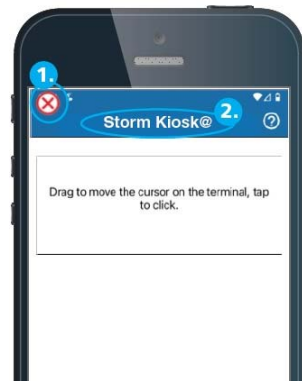 1.
2.
Storm Kiosk@
?
Drag to move the cursor on the terminal, tap
to click.